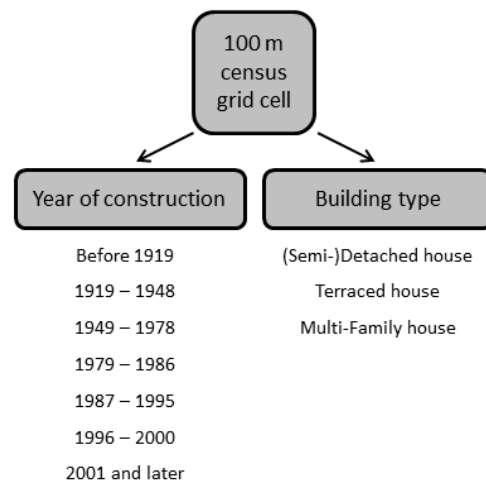 100 m
census
grid cell
Year of construction
Before 1919
1919 – 1948
1949 – 1978
1979 – 1986
1987 – 1995
1996 – 2000
2001 and later
Building type
(Semi-)Detached house
Terraced house
Multi-Family house